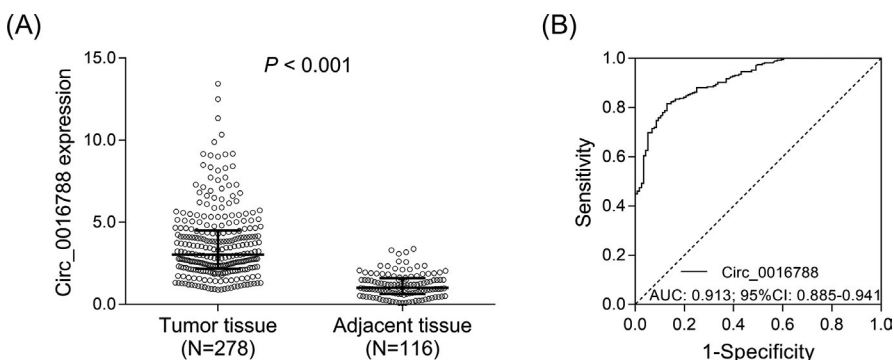 (A)
P < 0.001
Circ_0016788 expression
15.0
10.0
5.0
0.0
Tumor tissue
(N=278)
Adjacent tissue
(N=116)
(B)
Sensitivity
1.0
0.8
0.6
0.4
0.2
0.0
Circ_0016788
AUC: 0.913; 95%CI: 0.885-0.941
0.0 0.2 0.4 0.6 0.8 1.0
1-Specificity